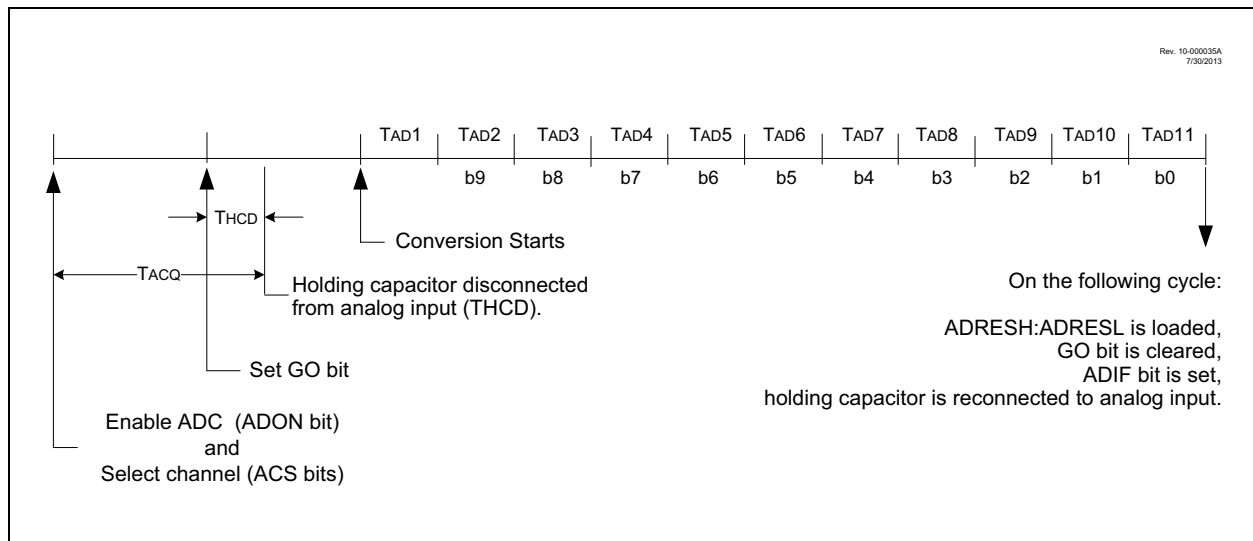 Rev. 10-000035A
7/30/2013
TAD1 TAD2 TAD3 TAD4 TAD5 TAD6 TAD7 TAD8 TAD9 TAD10 TAD11
b9 b8 b7 b6 b5 b4 b3 b2 b1 b0
THCD
Conversion Starts
TACQ
Holding capacitor disconnected
from analog input (THCD).
Set GO bit
Enable ADC (ADON bit)
and
Select channel (ACS bits)
On the following cycle:
ADRESH:ADRESL is loaded,
GO bit is cleared,
ADIF bit is set,
holding capacitor is reconnected to analog input.